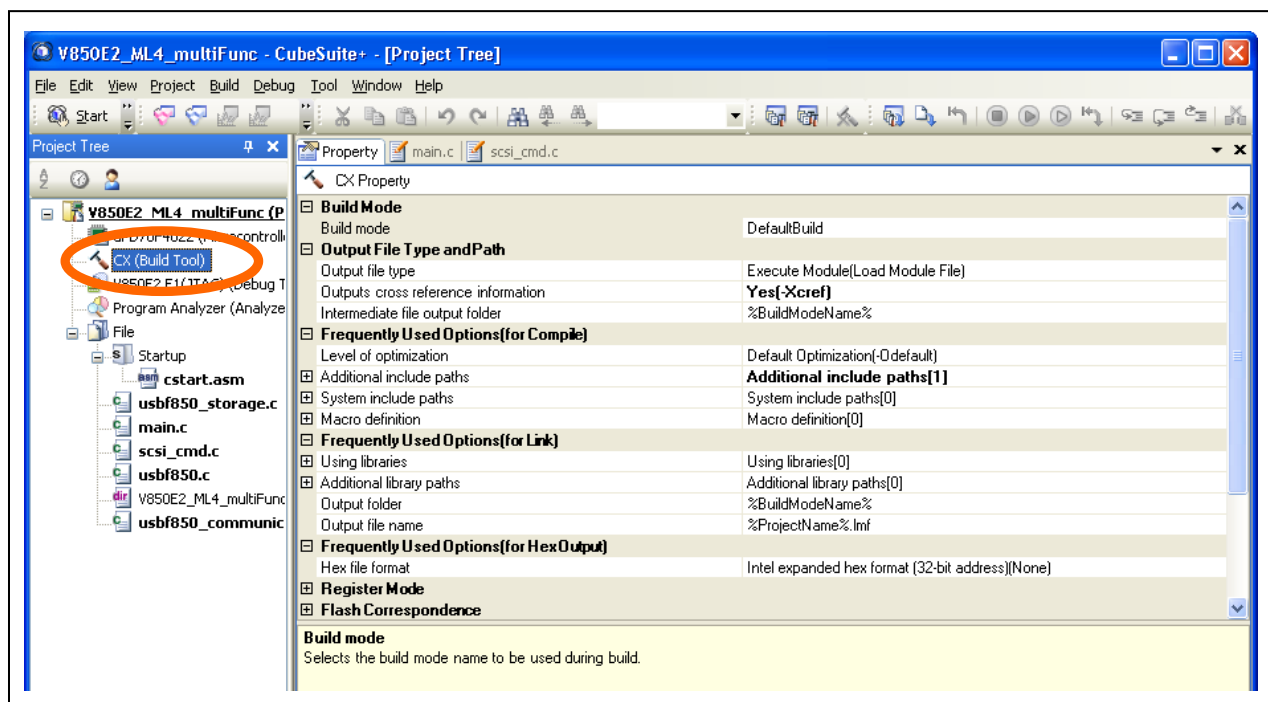 V850E2_ML4_multiFunc - CubeSuite+ - [Project Tree]
File Edit View Project Build Debug Tool Window Help
Start
Project Tree
Property main.c scsi_cmd.c
CX Property
V850E2_ML4_multiFunc (P
CX (Build Tool)
V850E2 E1(JTAG) (Debug T
Program Analyzer (Analyze
File
Startup
cstart.asm
usbf850_storage.c
main.c
scsi_cmd.c
usbf850.c
V850E2_ML4_multiFunc
usbf850_communic
Build Mode
Build mode DefaultBuild
Output File Type and Path
Output file type Execute Module(Load Module File)
Outputs cross reference information Yes(-Xcref)
Intermediate file output folder %BuildModeName%
Frequently Used Options(for Compile)
Level of optimization Default Optimization(-Odefault)
Additional include paths Additional include paths[1]
System include paths System include paths[0]
Macro definition Macro definition[0]
Frequently Used Options(for Link)
Using libraries Using libraries[0]
Additional library paths Additional library paths[0]
Output folder %BuildModeName%
Output file name %ProjectName%.lmf
Frequently Used Options(for Hex Output)
Hex file format Intel expanded hex format (32-bit address)(None)
Register Mode
Flash Correspondence
Build mode
Selects the build mode name to be used during build.